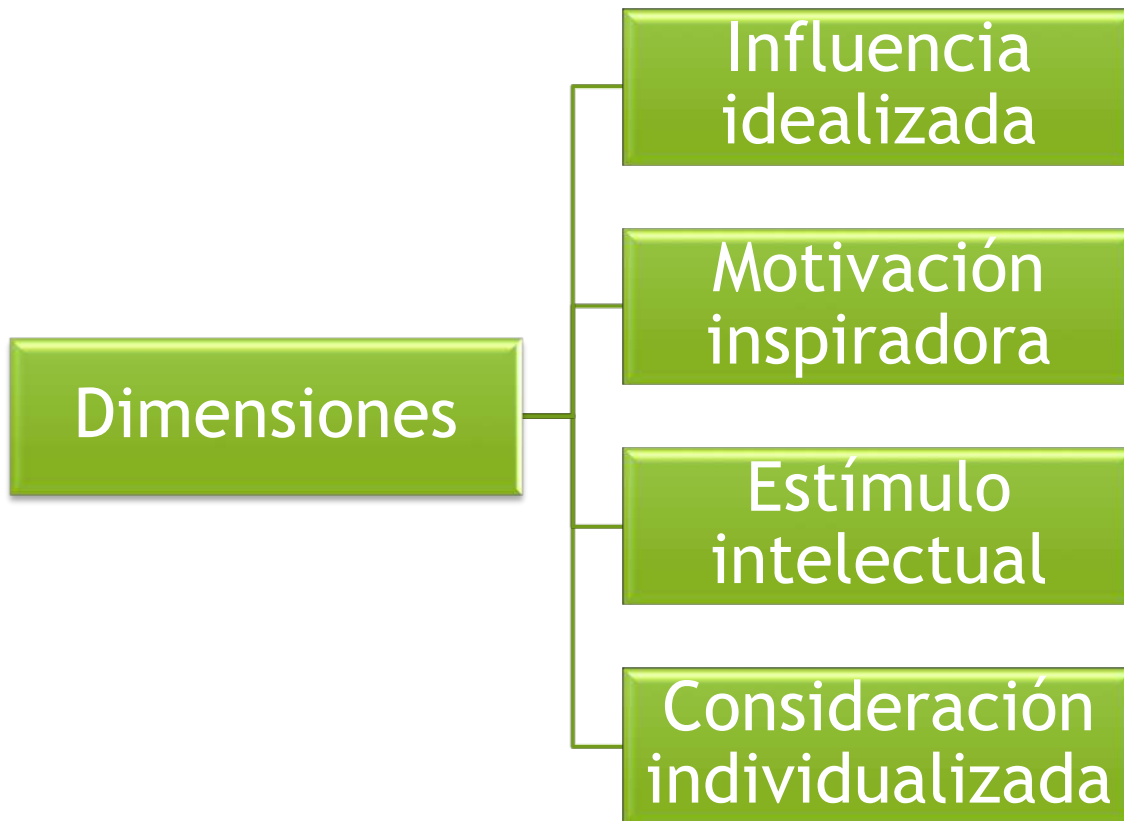 Influencia
idealizada
Motivación
inspiradora
Dimensiones
Estímulo
intelectual
Consideración
individualizada